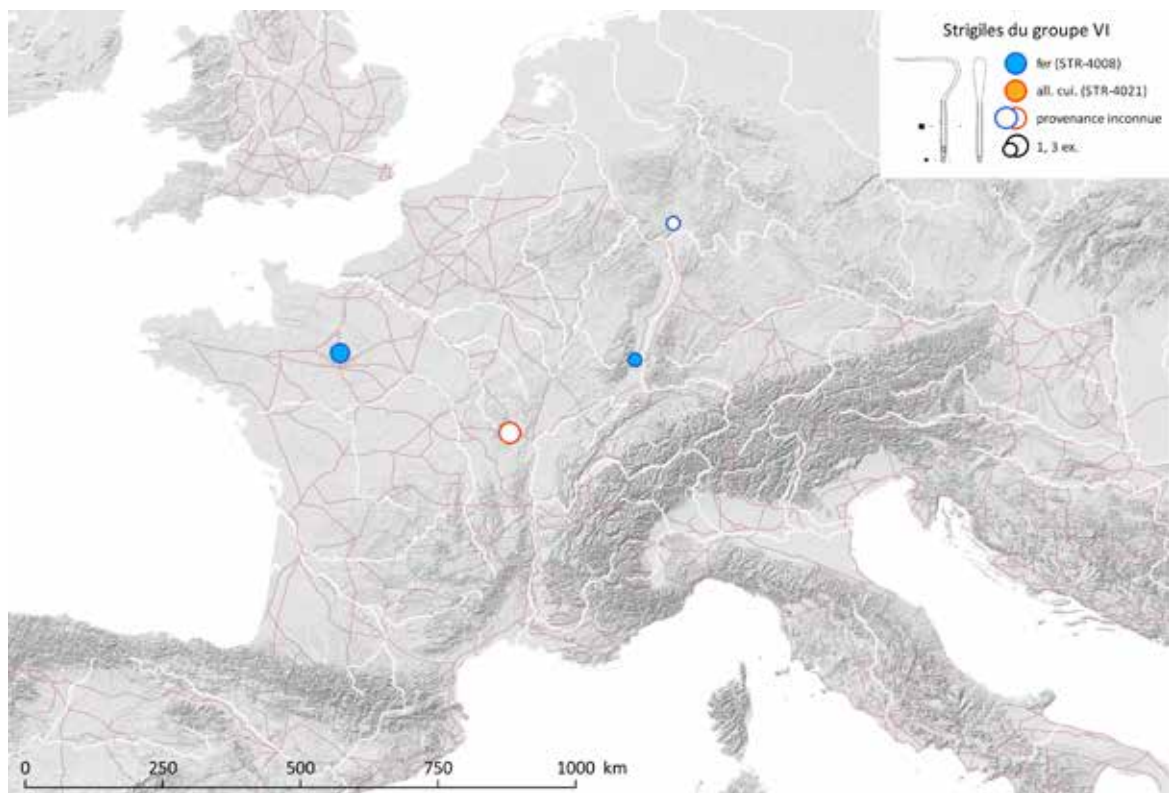 Strigiles du groupe VI
fer (STR-4008)
all. cui. (STR-4021)
provenance inconnue
1, 3 ex.
0 250 500 750 1000 km